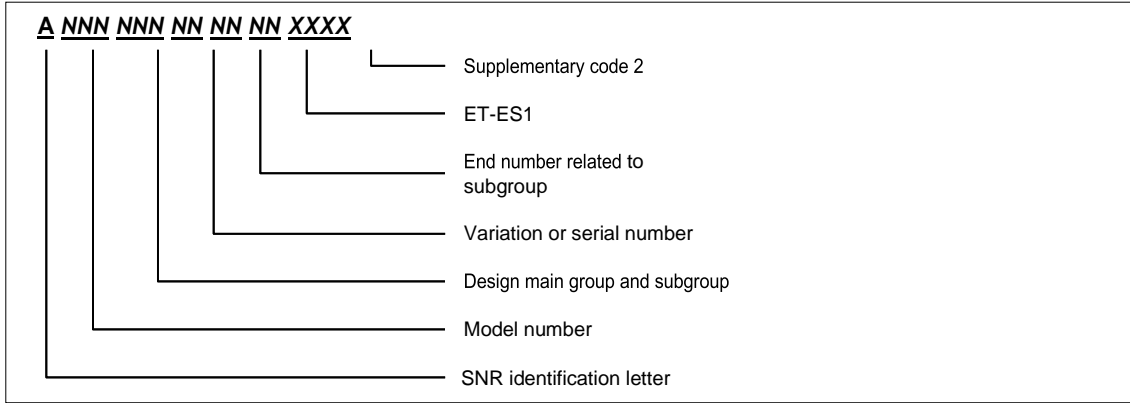 A NNN NNN NN NN NN XXXX
Supplementary code 2
ET-ES1
End number related to
subgroup
Variation or serial number
Design main group and subgroup
Model number
SNR identification letter